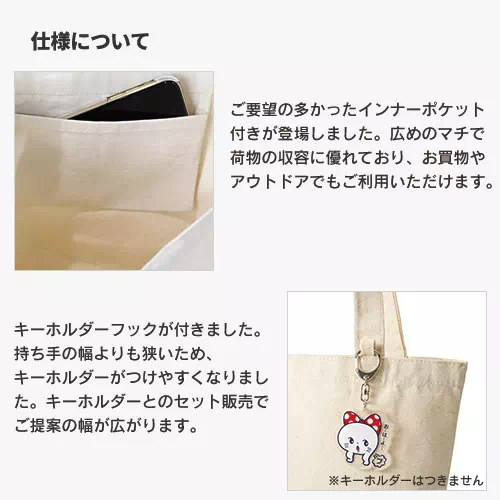 仕様について
ご要望の多かったインナーポケット
付きが登場しました。広めのマチで
荷物の収容に優れており、お買物や
アウトドアでもご利用いただけます。
キーホルダーフックが付きました。
持ち手の幅よりも狭いため、
キーホルダーがつけやすくなりまし
た。キーホルダーとのセット販売で
ご提案の幅が広がります。
※キーホルダーはつきません